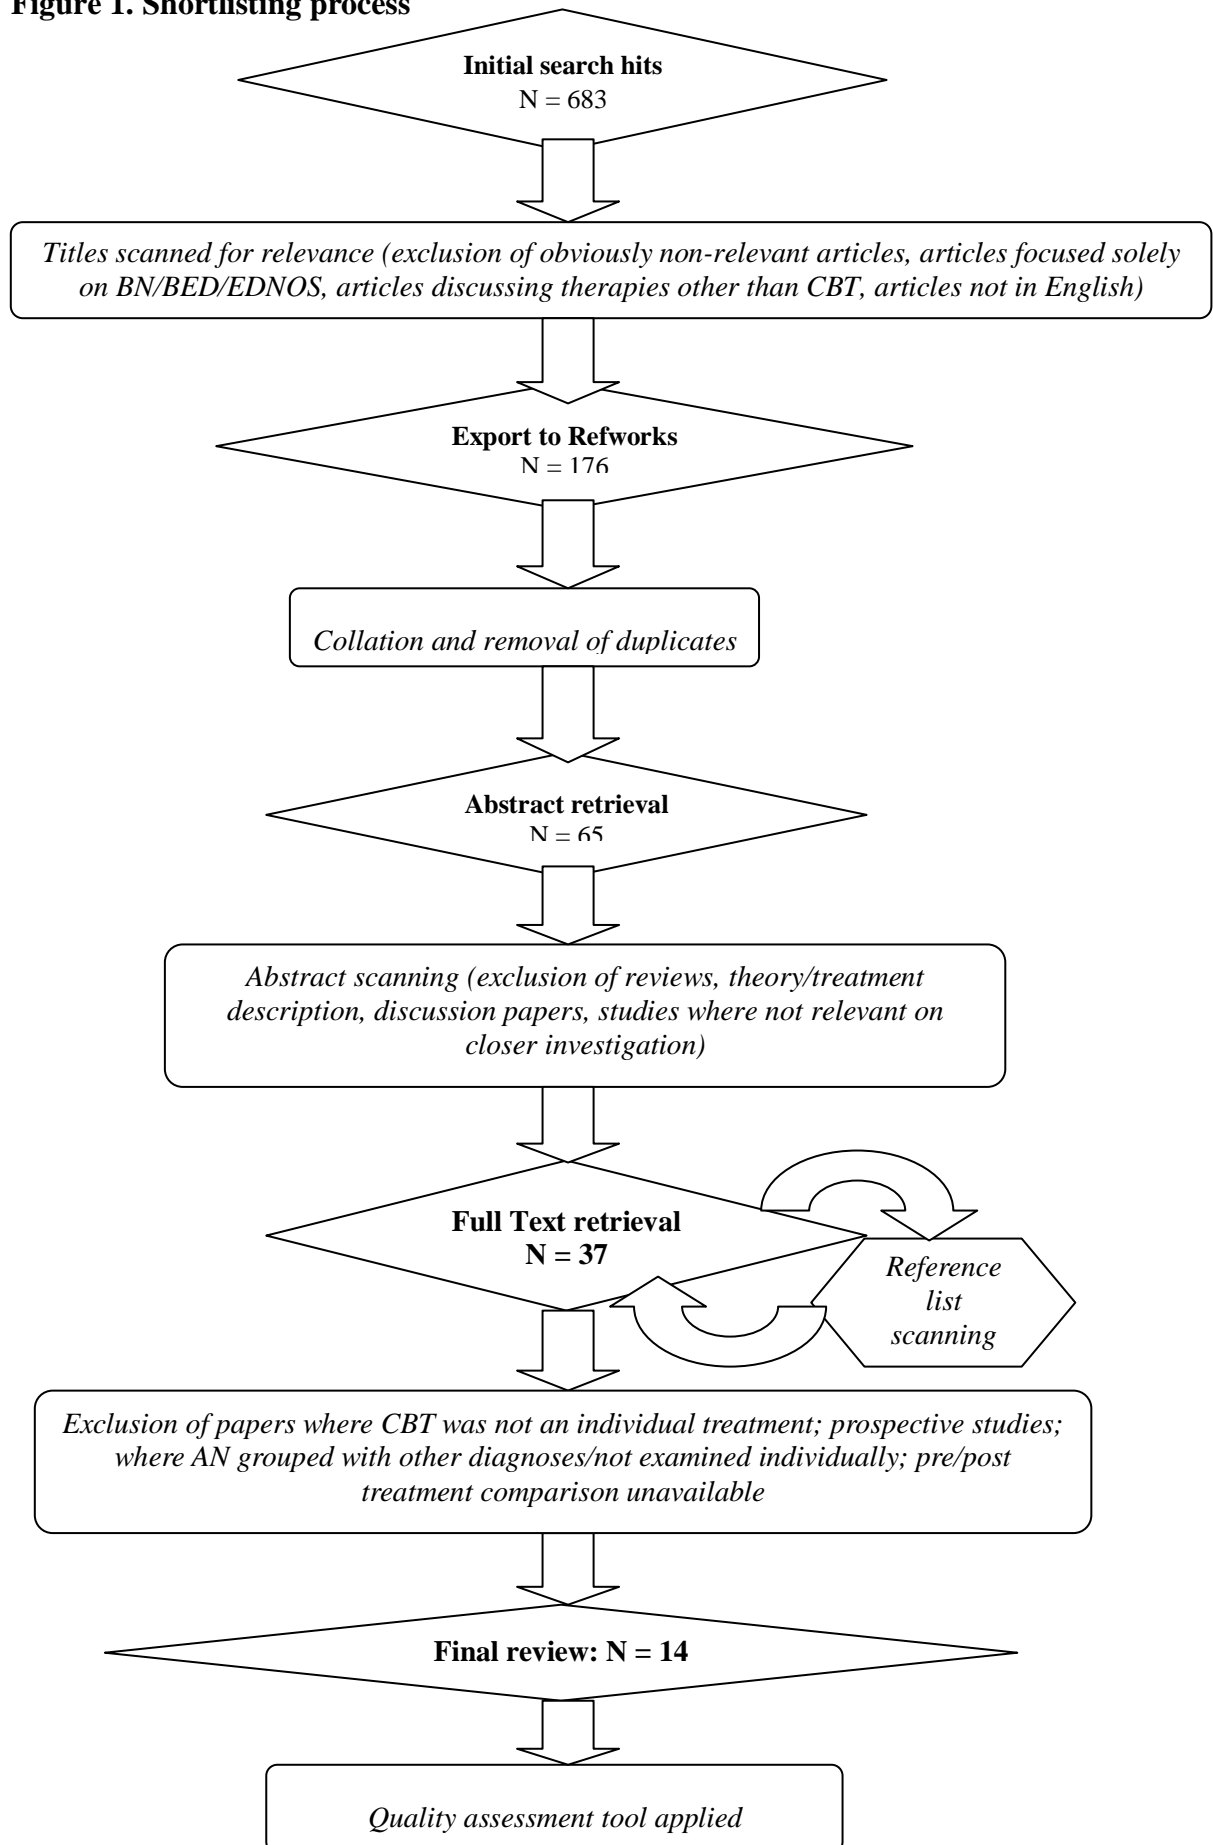 Figure 1. Shortlisting process
Initial search hits
N = 683
Titles scanned for relevance (exclusion of obviously non-relevant articles, articles focused solely
on BN/BED/EDNOS, articles discussing therapies other than CBT, articles not in English)
Export to Refworks
N = 176
Collation and removal of duplicates
Abstract retrieval
N = 65
Abstract scanning (exclusion of reviews, theory/treatment
description, discussion papers, studies where not relevant on
closer investigation)
Full Text retrieval
N = 37
Reference
list
scanning
Exclusion of papers where CBT was not an individual treatment; prospective studies;
where AN grouped with other diagnoses/not examined individually; pre/post
treatment comparison unavailable
Final review: N = 14
Quality assessment tool applied